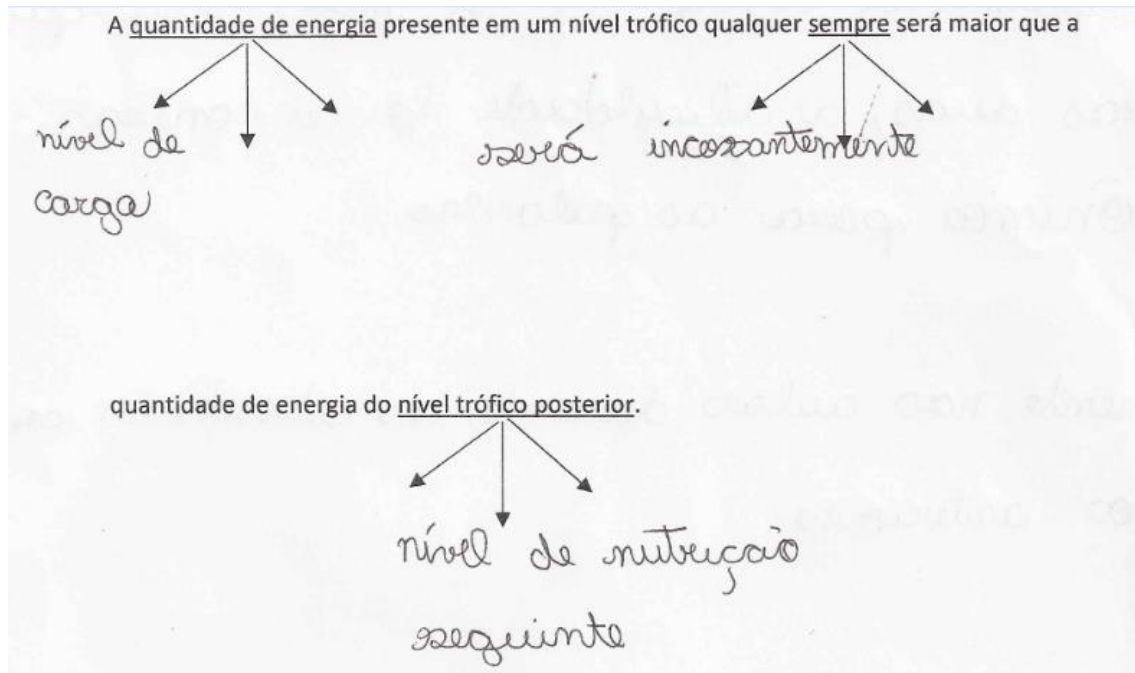 A quantidade de energia presente em um nível trófico qualquer sempre será maior que a
nível de será incessantemente
carga
quantidade de energia do nível trófico posterior.
nível de nutrição
seguinte